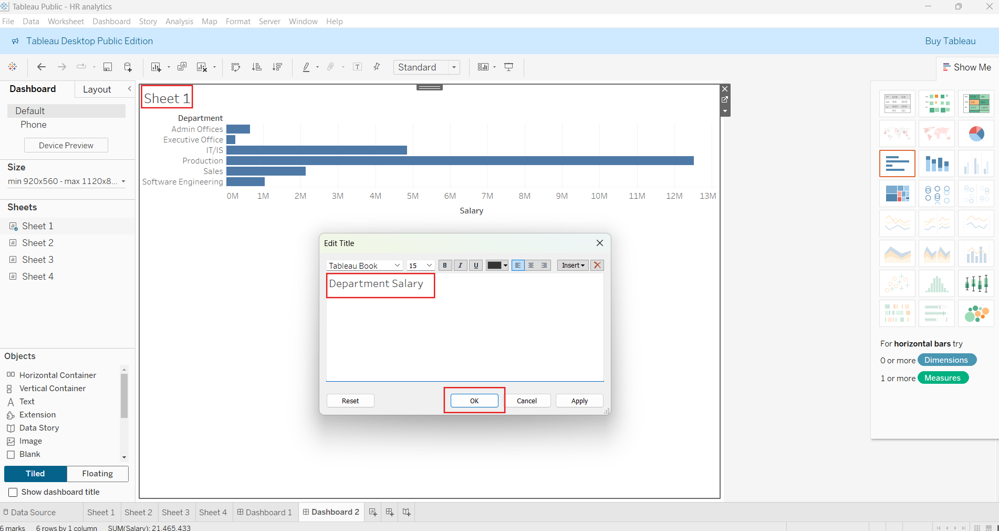 Tableau Public - HR analytics
File Data Worksheet Dashboard Story Analysis Map Format Server Window Help
Tableau Desktop Public Edition
Buy Tableau
Standard
Show Me
Dashboard Layout
Default
Phone
Device Preview
Size
min 920x560 - max 1120x8...
Sheets
Sheet 1
Sheet 2
Sheet 3
Sheet 4
Objects
Horizontal Container
Vertical Container
Text
Extension
Data Story
Image
Blank
Tiled Floating
Show dashboard title
Sheet 1
Department
Admin Offices
Executive Office
IT/IS
Production
Sales
Software Engineering
0M 1M 2M 3M 4M 5M 6M 7M 8M 9M 10M 11M 12M 13M
Salary
Edit Title
Tableau Book 15 B I U Insert
Department Salary
Reset OK Cancel Apply
For horizontal bars try
0 or more Dimensions
1 or more Measures
Data Source Sheet 1 Sheet 2 Sheet 3 Sheet 4 Dashboard 1 Dashboard 2
6 marks 6 rows by 1 column SUM(Salary): 21,465,433